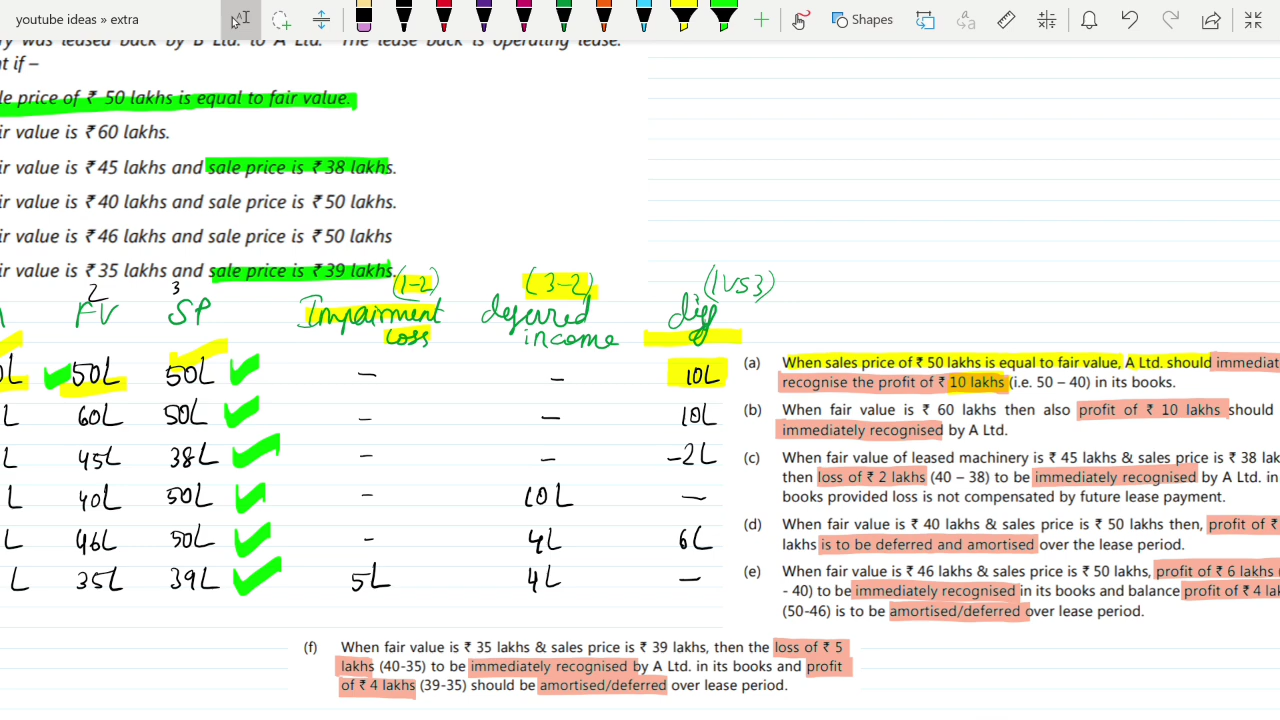 youtube ideas » extra
Shapes
ry was leased back by B Ltd. to A Ltd. The lease back is operating lease.
nt if –
le price of ₹ 50 lakhs is equal to fair value.
ir value is ₹ 60 lakhs.
ir value is ₹ 45 lakhs and sale price is ₹ 38 lakhs.
ir value is ₹ 40 lakhs and sale price is ₹ 50 lakhs.
ir value is ₹ 46 lakhs and sale price is ₹ 50 lakhs
ir value is ₹ 35 lakhs and sale price is ₹ 39 lakhs.
2 3 (1-2) (3-2) (1 VS 3)
FV SP Impairment loss deferred income diff
0L 50L 50L - - 10L
L 60L 50L - - 10L
L 45L 38L - - -2L
L 40L 50L - 10L -
L 46L 50L - 4L 6L
L 35L 39L 5L 4L -
(a) When sales price of ₹ 50 lakhs is equal to fair value, A Ltd. should immediat
recognise the profit of ₹ 10 lakhs (i.e. 50 – 40) in its books.
(b) When fair value is ₹ 60 lakhs then also profit of ₹ 10 lakhs should
immediately recognised by A Ltd.
(c) When fair value of leased machinery is ₹ 45 lakhs & sales price is ₹ 38 lak
then loss of ₹ 2 lakhs (40 – 38) to be immediately recognised by A Ltd. in
books provided loss is not compensated by future lease payment.
(d) When fair value is ₹ 40 lakhs & sales price is ₹ 50 lakhs then, profit of ₹
lakhs is to be deferred and amortised over the lease period.
(e) When fair value is ₹ 46 lakhs & sales price is ₹ 50 lakhs, profit of ₹ 6 lakhs (
- 40) to be immediately recognised in its books and balance profit of ₹ 4 lak
(50-46) is to be amortised/deferred over lease period.
(f) When fair value is ₹ 35 lakhs & sales price is ₹ 39 lakhs, then the loss of ₹ 5
lakhs (40-35) to be immediately recognised by A Ltd. in its books and profit
of ₹ 4 lakhs (39-35) should be amortised/deferred over lease period.